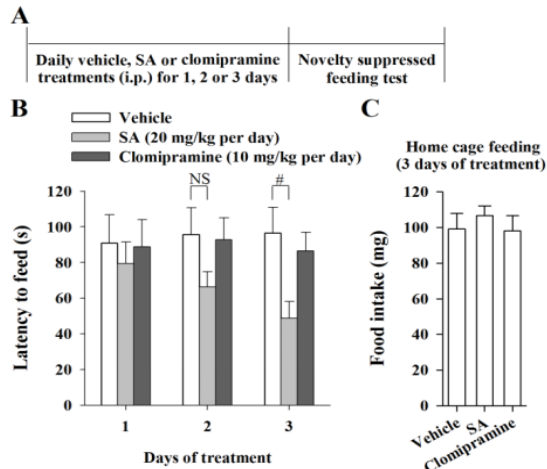 A
Daily vehicle, SA or clomipramine
treatments (i.p.) for 1, 2 or 3 days
Novelty suppressed
feeding test
B
Vehicle
SA (20 mg/kg per day)
Clomipramine (10 mg/kg per day)
Latency to feed (s)
120
100
80
60
40
20
0
NS
#
1
2
3
Days of treatment
C
Home cage feeding
(3 days of treatment)
Food intake (mg)
120
100
80
60
40
20
0
Vehicle
SA
Clomipramine